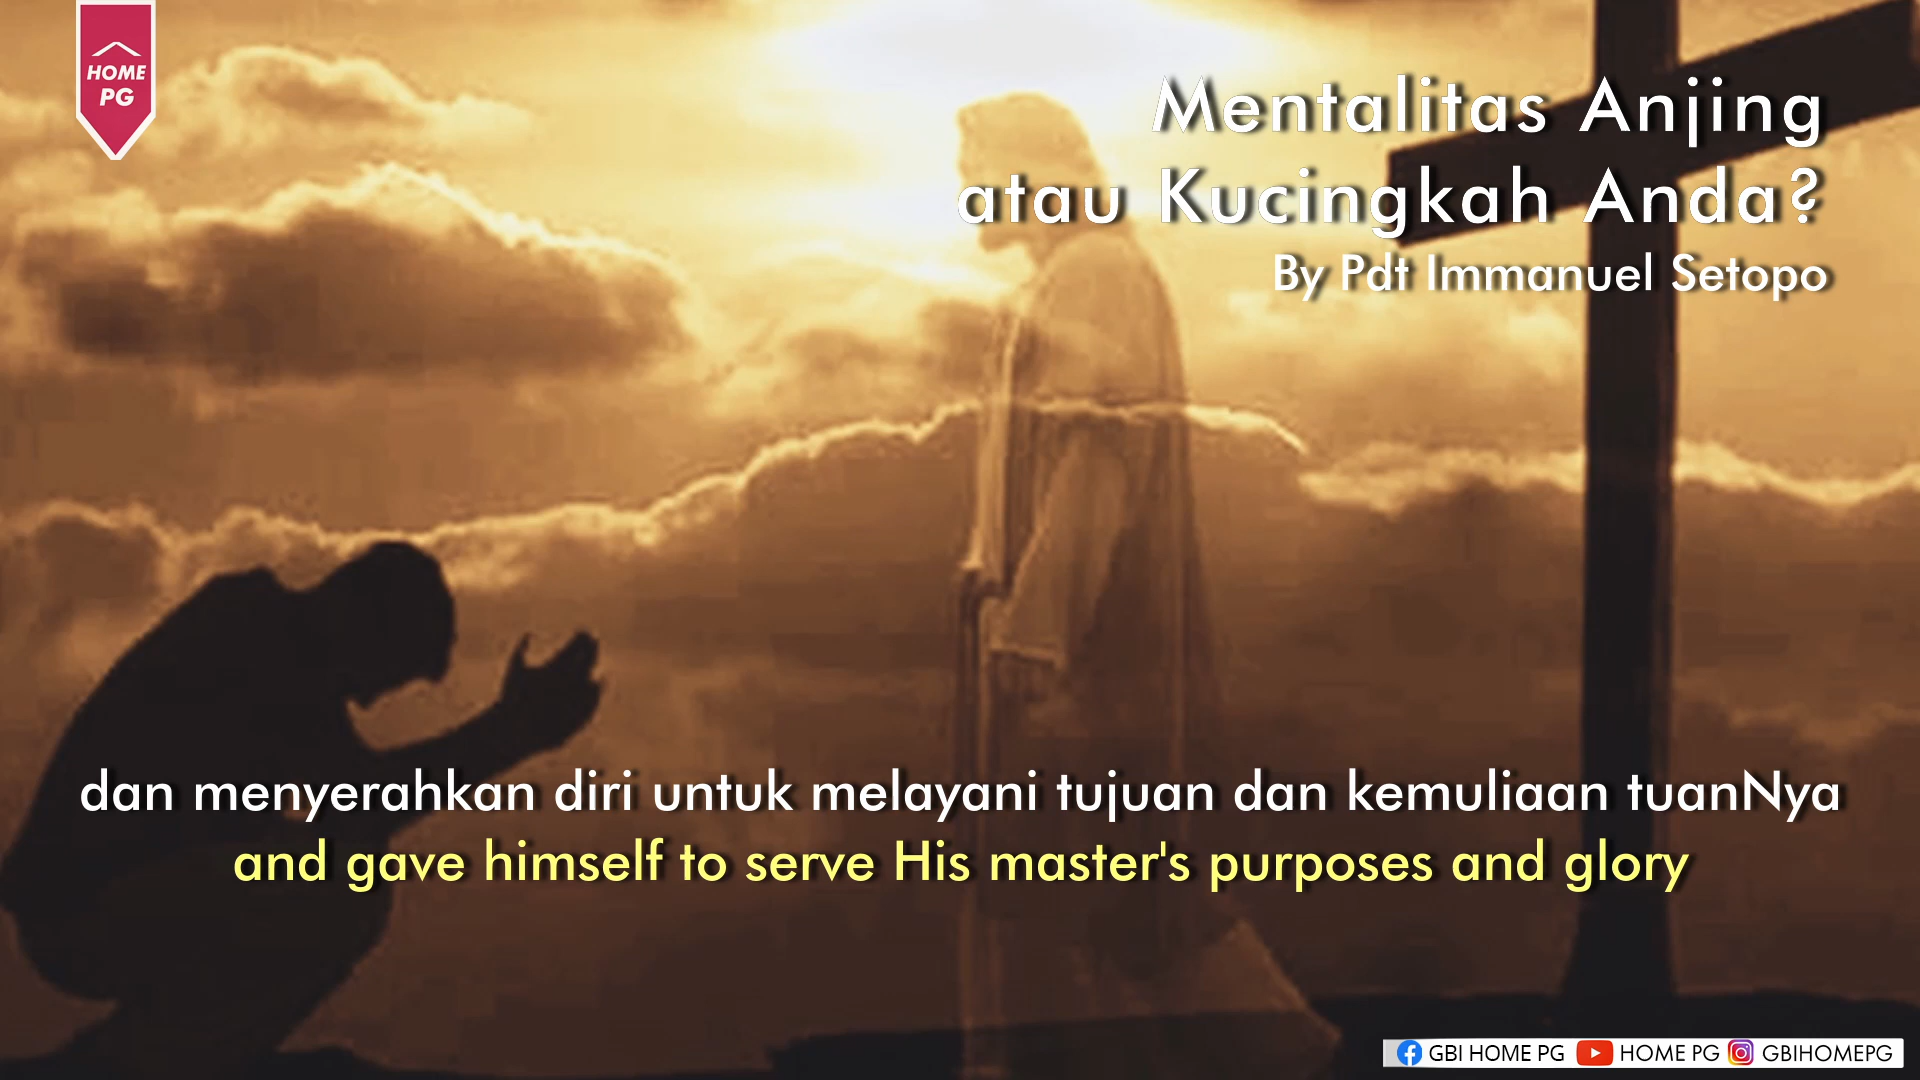 HOME
PG
Mentalitas Anjing
atau Kucingkah Anda?
By Pdt Immanuel Setopo
dan menyerahkan diri untuk melayani tujuan dan kemuliaan tuanNya
and gave himself to serve His master's purposes and glory
GBI HOME PG HOME PG GBIHOMEPG